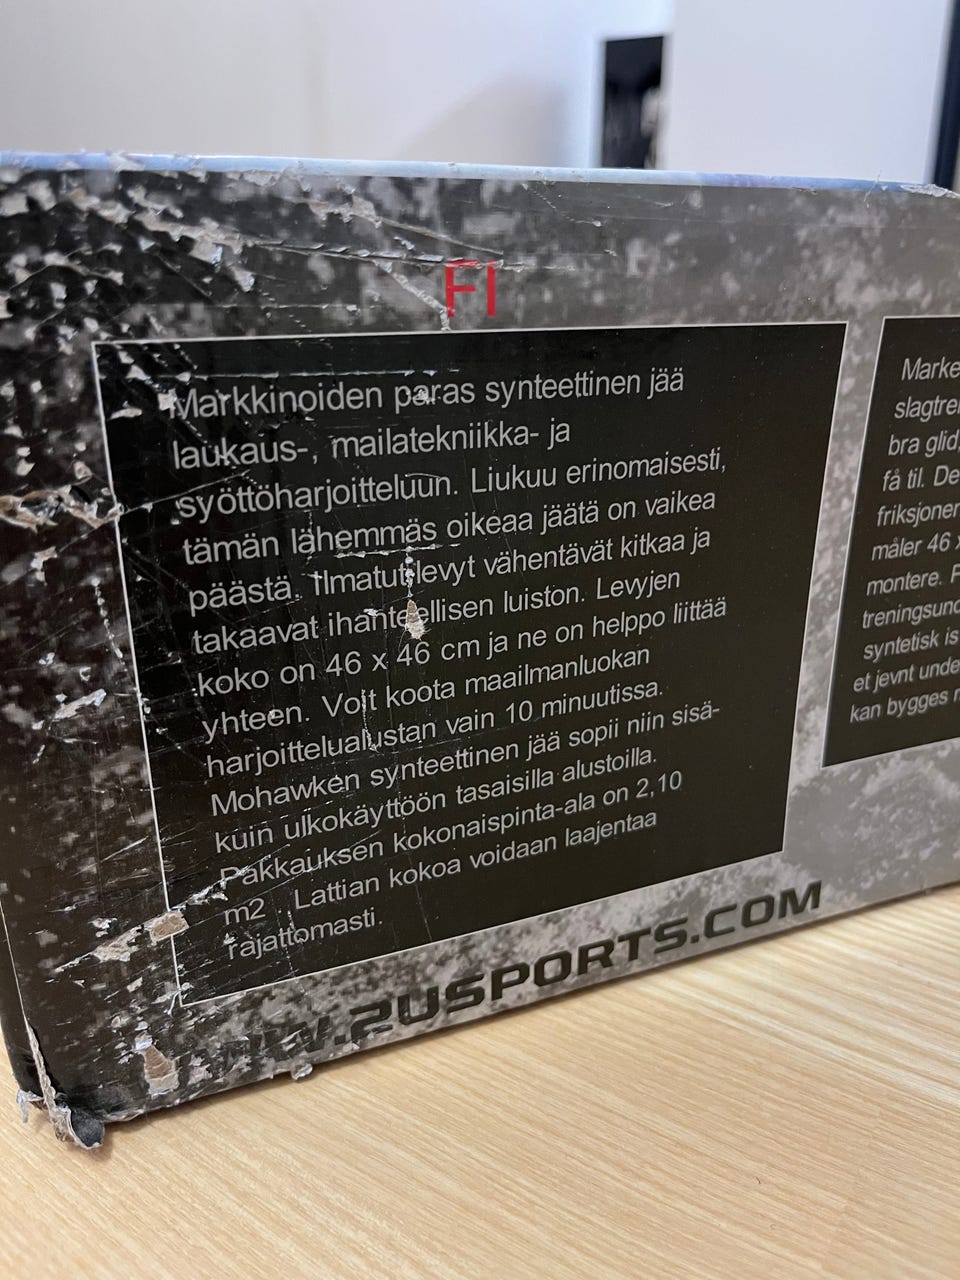 FI
Markkinoiden paras synteettinen jää
laukaus-, mailatekniikka- ja
syöttöharjoitteluun. Liukuu erinomaisesti,
tämän lähemmäs oikeaa jäätä on vaikea
päästä. Ilmatut levyt vähentävät kitkaa ja
takaavat ihanteellisen luiston. Levyjen
koko on 46 x 46 cm ja ne on helppo liittää
yhteen. Voit koota maailmanluokan
harjoittelualustan vain 10 minuutissa.
Mohawken synteettinen jää sopii niin sisä-
kuin ulkokäyttöön tasaisilla alustoilla.
Pakkauksen kokonaispinta-ala on 2,10
m2 . Lattian kokoa voidaan laajentaa
rajattomasti.
Marke
slagtre
bra glid,
få til. De
friksjoner
måler 46 x
montere. F
treningsund
syntetisk is
et jevnt unde
kan bygges
WWW.2USPORTS.COM